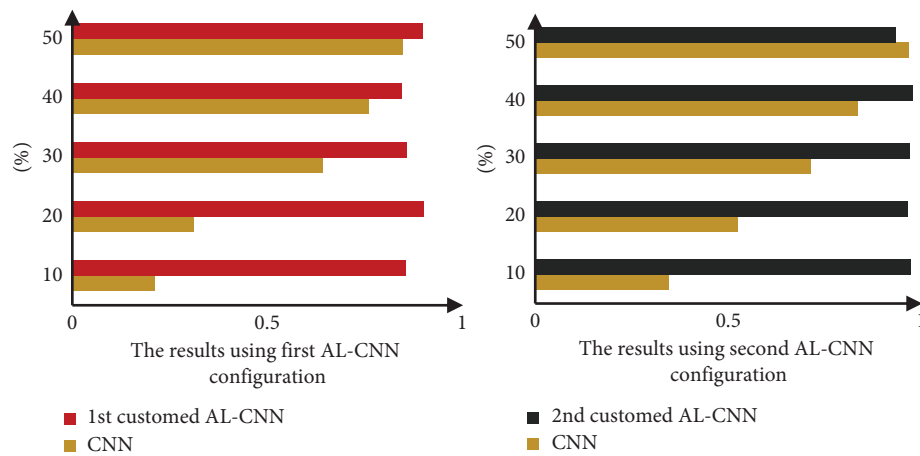 50
40
30
20
10
(%)
0
0.5
1
The results using first AL-CNN
configuration
1st customed AL-CNN
CNN
50
40
30
20
10
(%)
0
0.5
1
The results using second AL-CNN
configuration
2nd customed AL-CNN
CNN